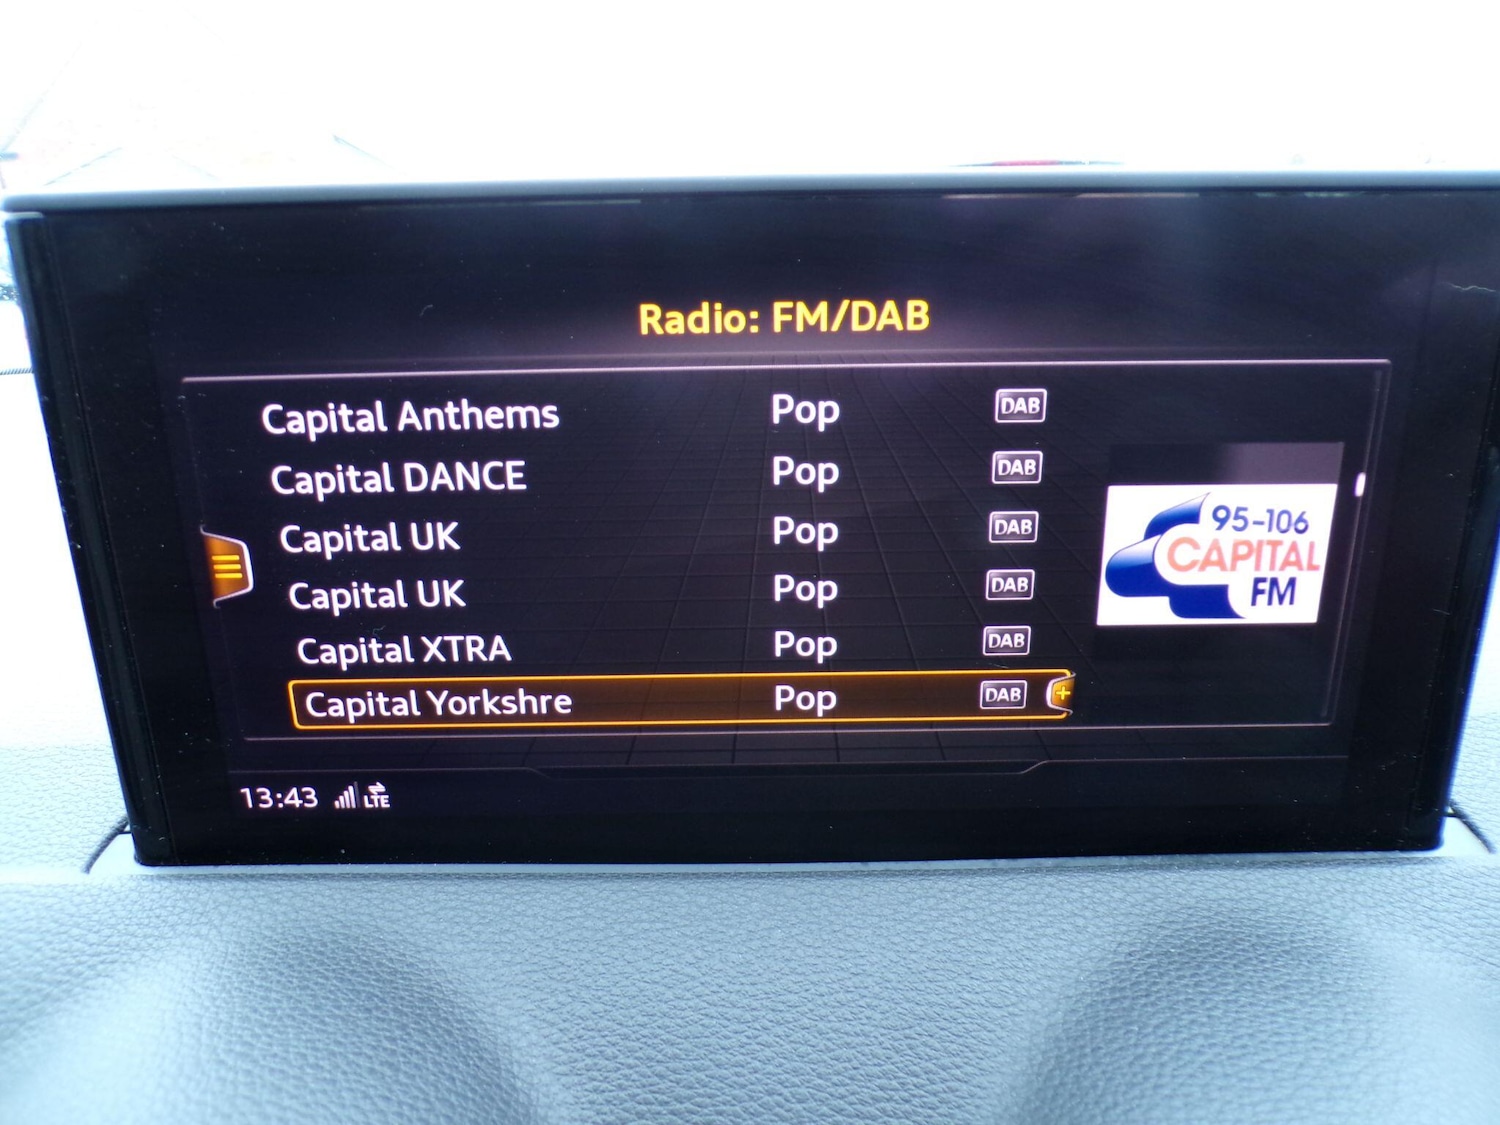 Radio: FM/DAB
Capital Anthems Pop DAB
Capital DANCE Pop DAB
Capital UK Pop DAB
Capital UK Pop DAB
Capital XTRA Pop DAB
Capital Yorkshre Pop DAB +
95-106
CAPITAL
FM
13:43 LTE